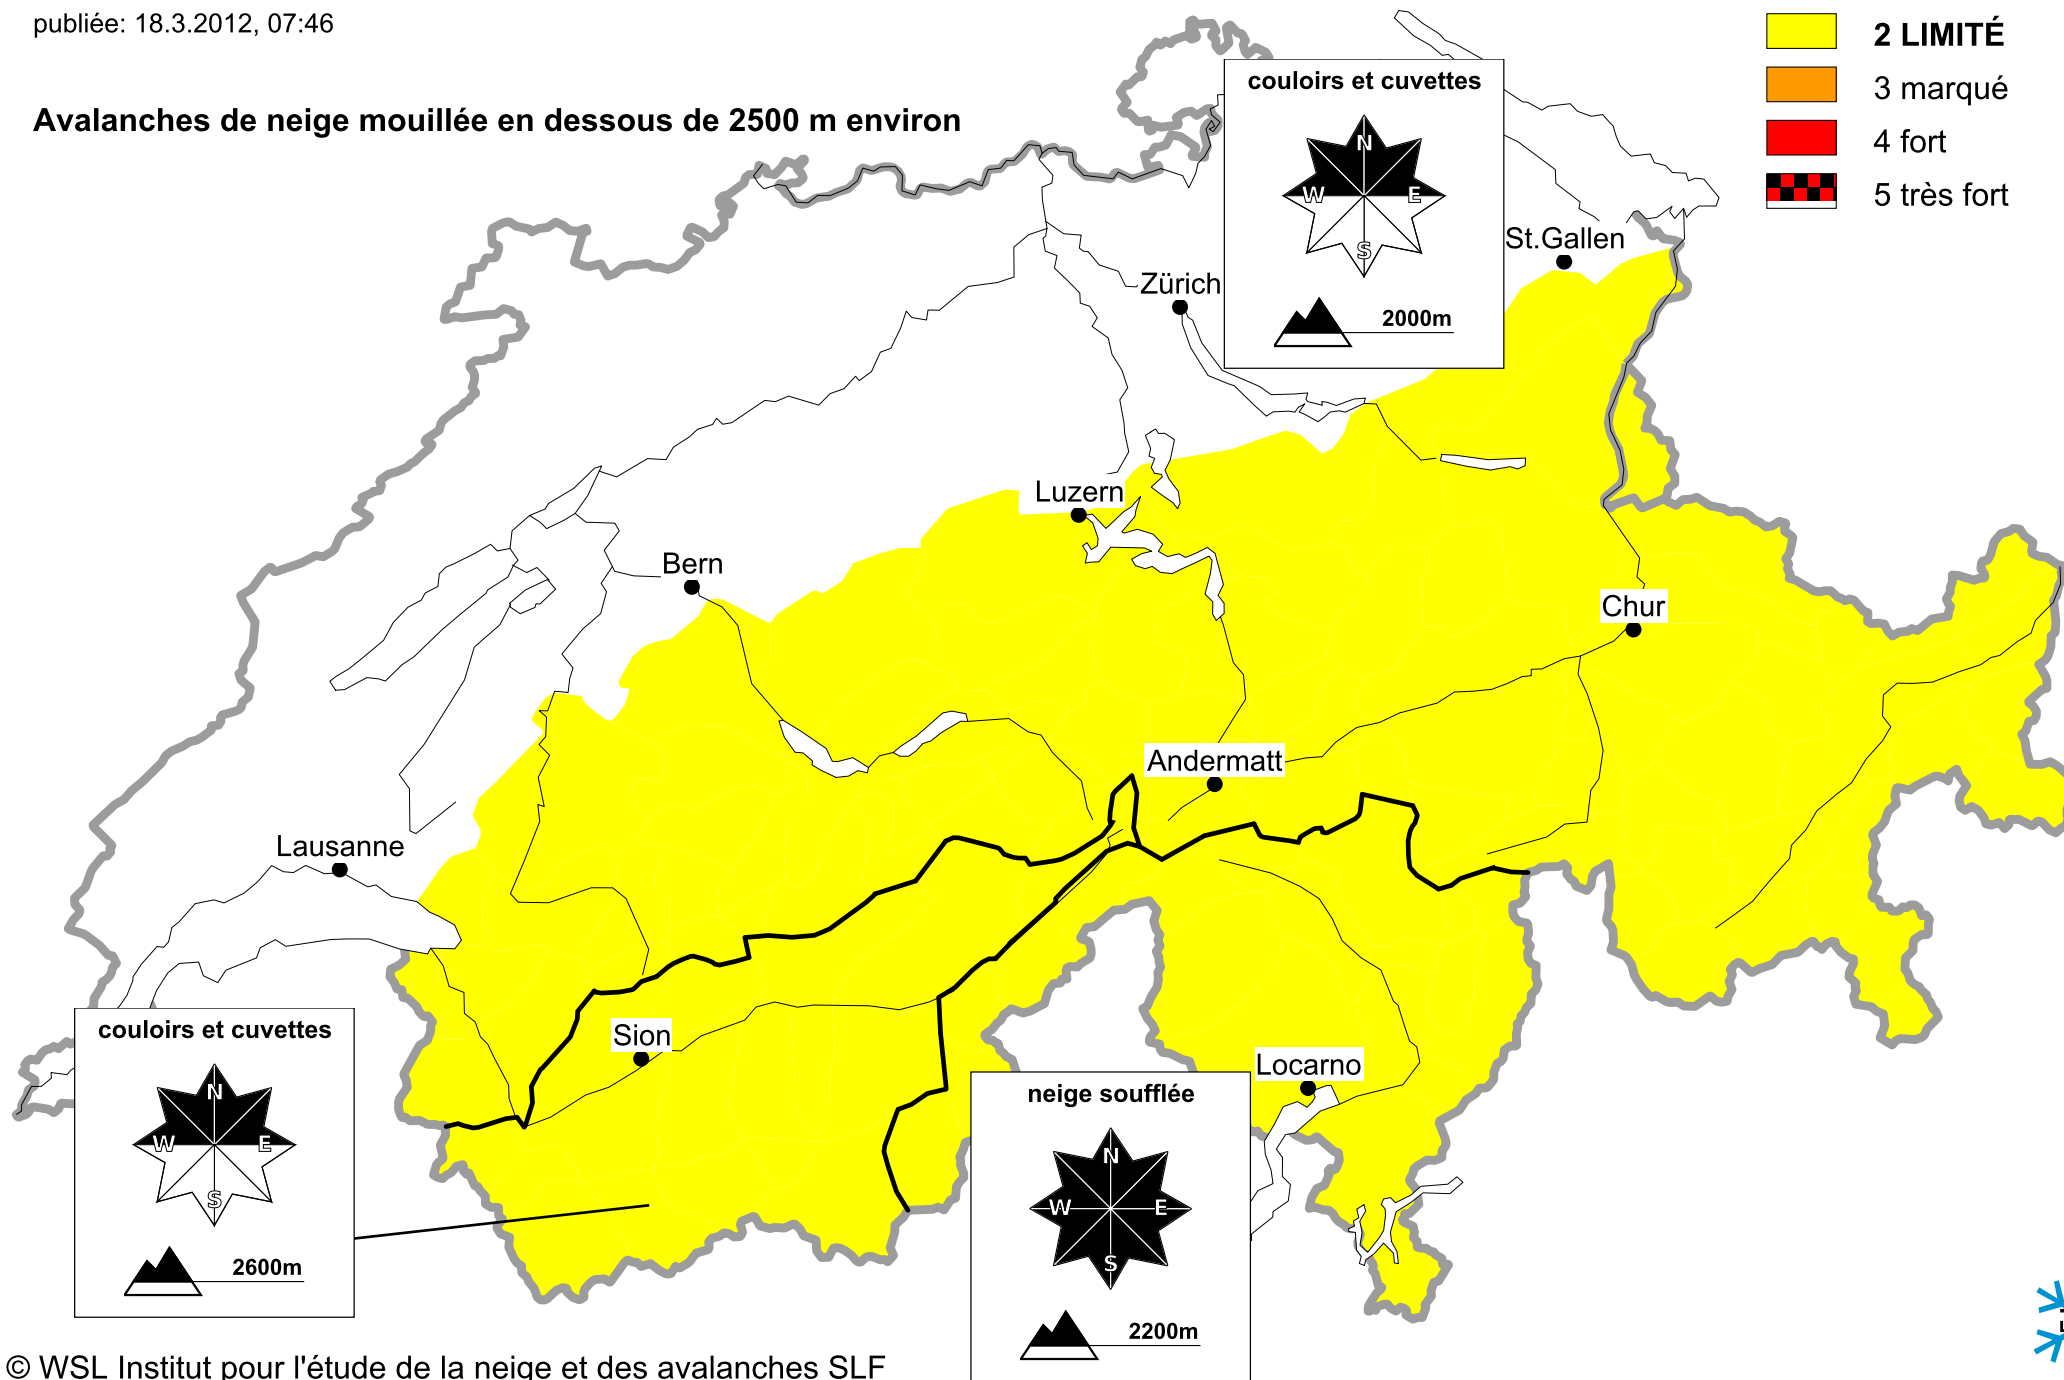 publiée: 18.3.2012, 07:46
Avalanches de neige mouillée en dessous de 2500 m environ
2 LIMITÉ
3 marqué
4 fort
5 très fort
couloirs et cuvettes
N
W E
S
2000m
St.Gallen
Zürich
Luzern
Bern
Chur
Andermatt
Lausanne
Sion
Locarno
couloirs et cuvettes
N
W E
S
2600m
neige soufflée
N
W E
S
2200m
© WSL Institut pour l'étude de la neige et des avalanches SLF